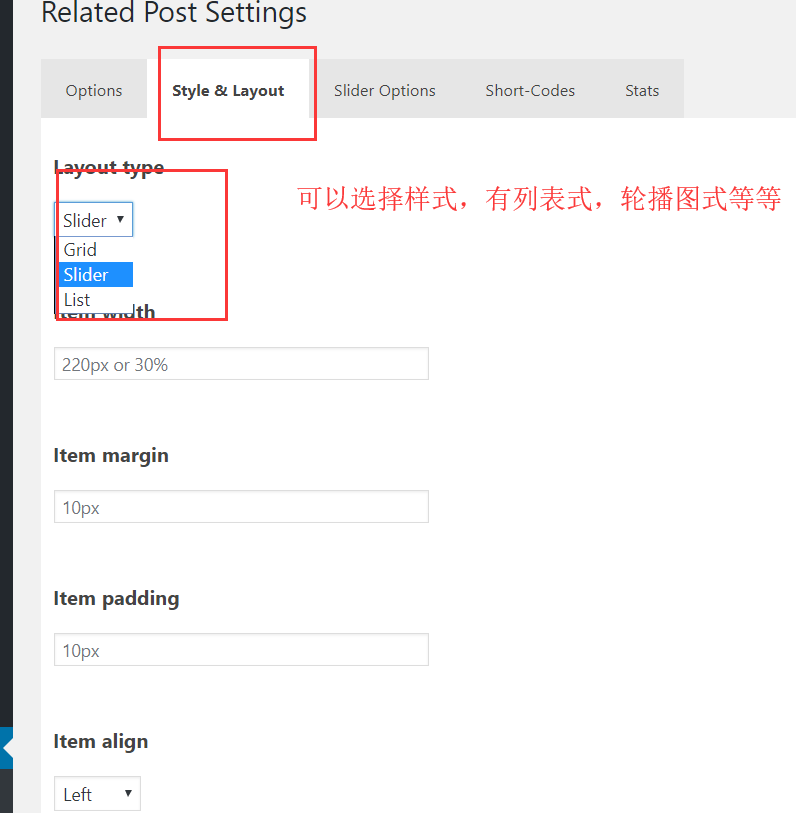 Related Post Settings
Options
Style & Layout
Slider Options
Short-Codes
Stats
Layout type
可以选择样式，有列表式，轮播图式等等
Slider
Grid
Slider
List
Item width
220px or 30%
Item margin
10px
Item padding
10px
Item align
Left